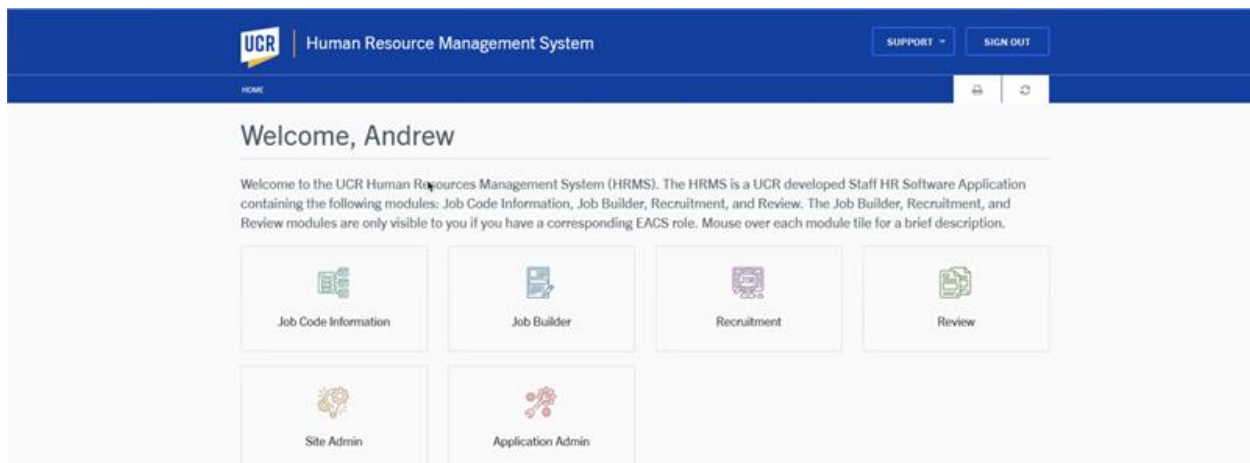 UCR Human Resource Management System
SUPPORT SIGN OUT
HOME
Welcome, Andrew
Welcome to the UCR Human Resources Management System (HRMS). The HRMS is a UCR developed Staff HR Software Application
containing the following modules: Job Code Information, Job Builder, Recruitment, and Review. The Job Builder, Recruitment, and
Review modules are only visible to you if you have a corresponding EACS role. Mouse over each module tile for a brief description.
JOB
Job Code Information Job Builder Recruitment Review
Site Admin Application Admin